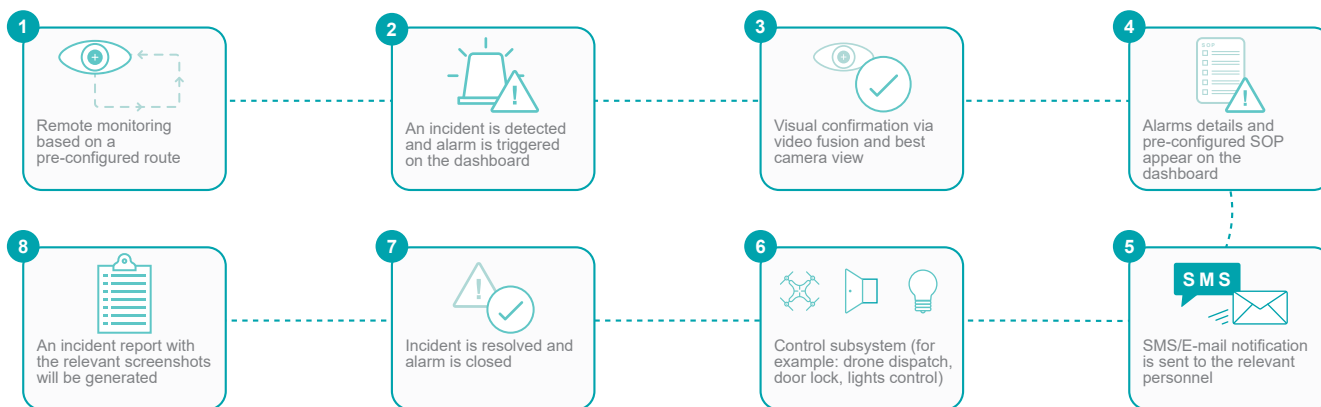 1
Remote monitoring
based on a
pre-configured route
2
An incident is detected
and alarm is triggered
on the dashboard
3
Visual confirmation via
video fusion and best
camera view
4
SOP
Alarms details and
pre-configured SOP
appear on the
dashboard
5
SMS
SMS/E-mail notification
is sent to the relevant
personnel
6
Control subsystem (for
example: drone dispatch,
door lock, lights control)
7
Incident is resolved and
alarm is closed
8
An incident report with
the relevant screenshots
will be generated